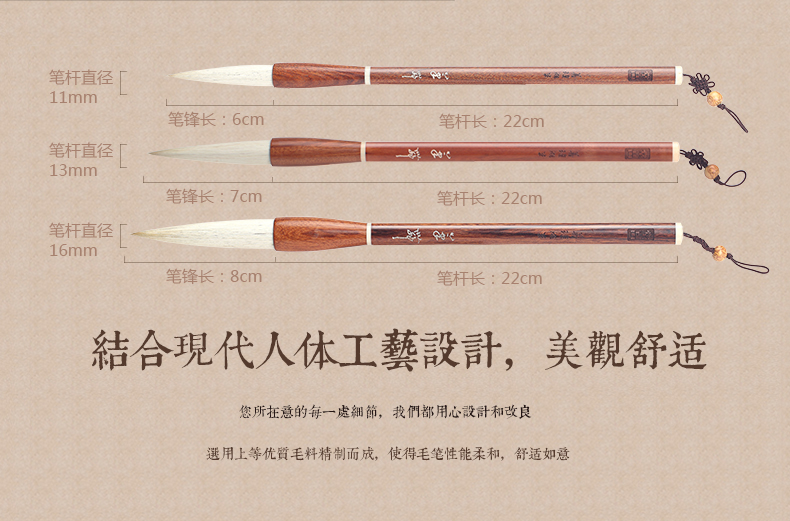 笔杆直径
11mm
笔锋长：6cm
笔杆长：22cm
笔杆直径
13mm
笔锋长：7cm
笔杆长：22cm
笔杆直径
16mm
笔锋长：8cm
笔杆长：22cm
結合現代人体工藝設計，美觀舒适
您所在意的每一處細節，我們都用心設計和改良
選用上等优質毛料精制而成，使得毛笔性能柔和，舒适如意